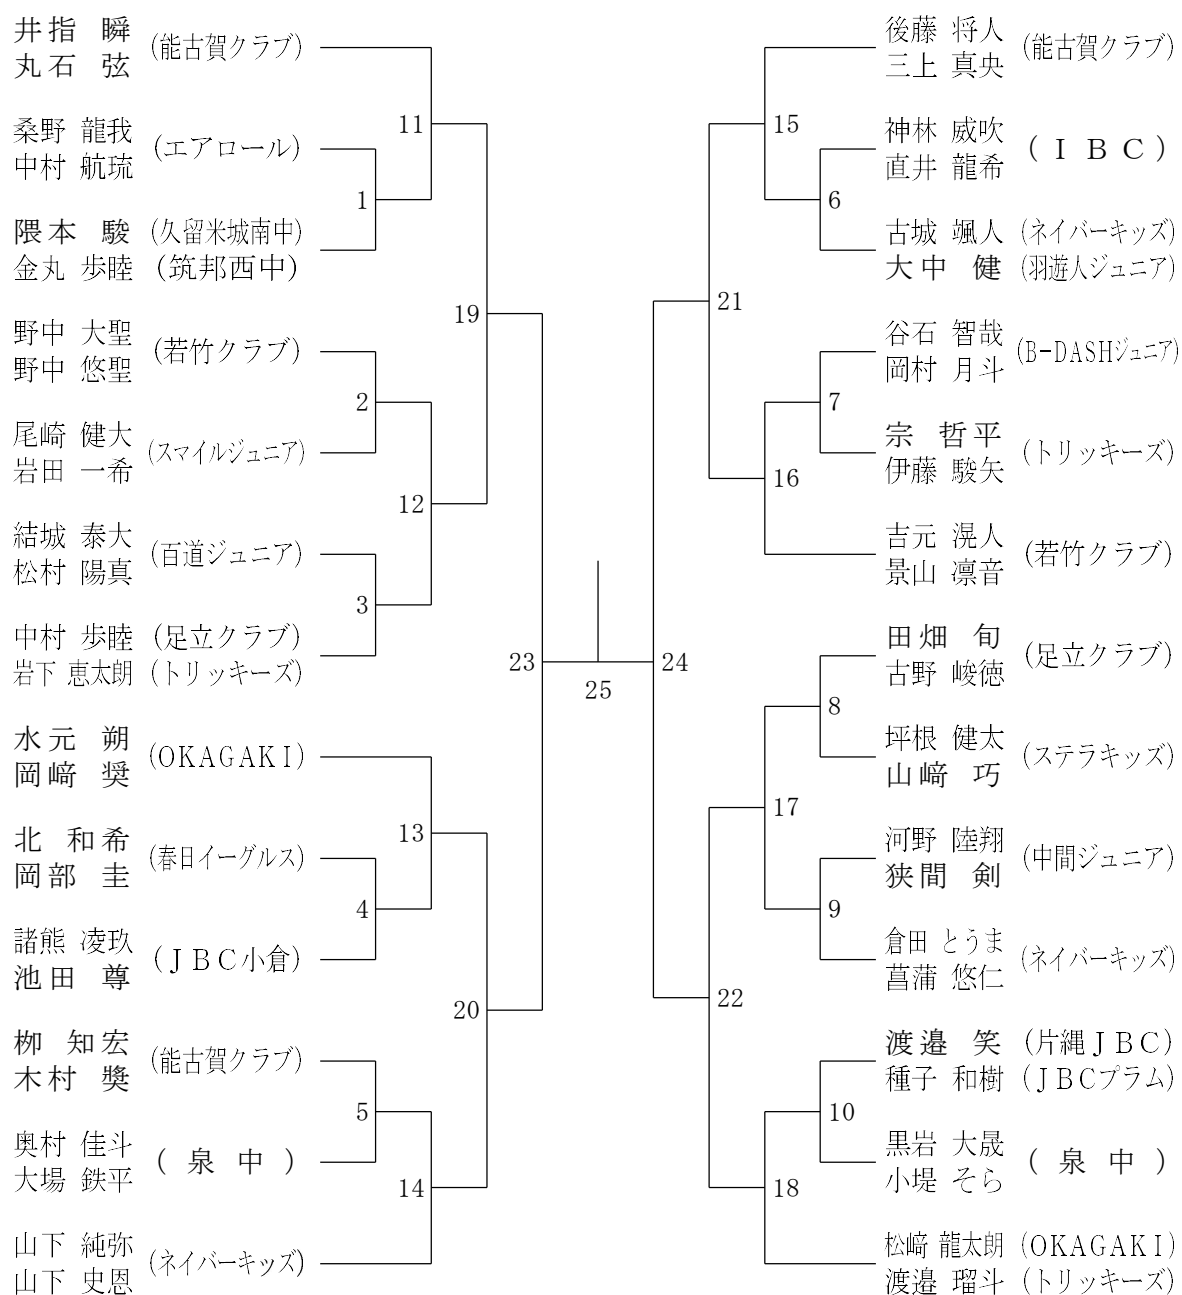 井指 瞬 (能古賀クラブ)
丸石 弦
11
桑野 龍我 (エアロール)
中村 航琉
1
隈本 駿 (久留米城南中)
金丸 歩睦 (筑邦西中)
19
野中 大聖 (若竹クラブ)
野中 悠聖
2
尾崎 健大 (スマイルジュニア)
岩田 一希
12
結城 泰大 (百道ジュニア)
松村 陽真
3
中村 歩睦 (足立クラブ)
岩下 恵太朗 (トリッキーズ)
23
水元 朔 (OKAGAKI)
岡﨑 奨
13
北 和希 (春日イーグルス)
岡部 圭
4
諸熊 凌玖 (JBC小倉)
池田 尊
20
栁 知宏 (能古賀クラブ)
木村 奬
5
奥村 佳斗 (泉中)
大場 鉄平
14
山下 純弥 (ネイバーキッズ)
山下 史恩
25
後藤 将人 (能古賀クラブ)
三上 真央
15
神林 威吹 (IBC)
直井 龍希
6
古城 颯人 (ネイバーキッズ)
大中 健 (羽遊人ジュニア)
21
谷石 智哉 (B-DASHジュニア)
岡村 月斗
7
宗 哲平 (トリッキーズ)
伊藤 駿矢
16
吉元 滉人 (若竹クラブ)
景山 凛音
24
田畑 旬 (足立クラブ)
古野 峻徳
8
坪根 健太 (ステラキッズ)
山﨑 巧
17
河野 陸翔 (中間ジュニア)
狭間 剣
9
倉田 とうま (ネイバーキッズ)
菖蒲 悠仁
22
渡邉 笑 (片縄JBC)
種子 和樹 (JBCプラム)
10
黒岩 大晟 (泉中)
小堤 そら
18
松﨑 龍太朗 (OKAGAKI)
渡邉 瑠斗 (トリッキーズ)